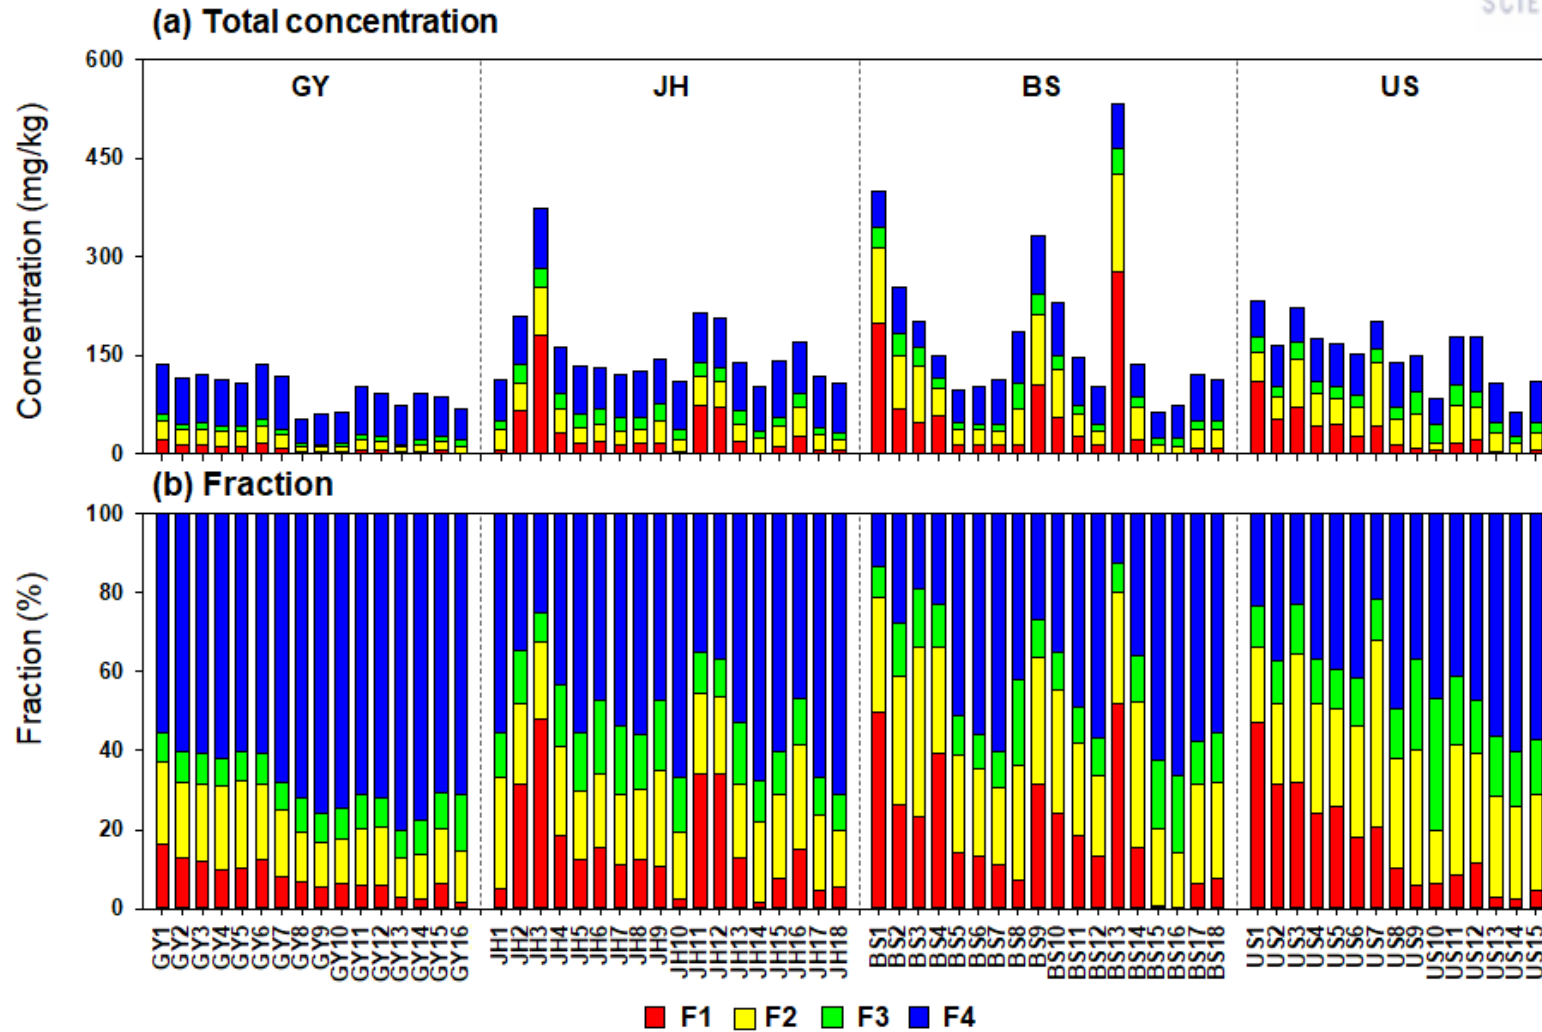 SCIE
(a) Total concentration
600
GY JH BS US
450
300
150
0
Concentration (mg/kg)
(b) Fraction
100
80
60
40
20
0
Fraction (%)
GY1 GY2 GY3 GY4 GY5 GY6 GY7 GY8 GY9 GY10 GY11 GY12 GY13 GY14 GY15 GY16 JH1 JH2 JH3 JH4 JH5 JH6 JH7 JH8 JH9 JH10 JH11 JH12 JH13 JH14 JH15 JH16 JH17 JH18 BS1 BS2 BS3 BS4 BS5 BS6 BS7 BS8 BS9 BS10 BS11 BS12 BS13 BS14 BS15 BS16 BS17 BS18 US1 US2 US3 US4 US5 US6 US7 US8 US9 US10 US11 US12 US13 US14 US15
F1 F2 F3 F4